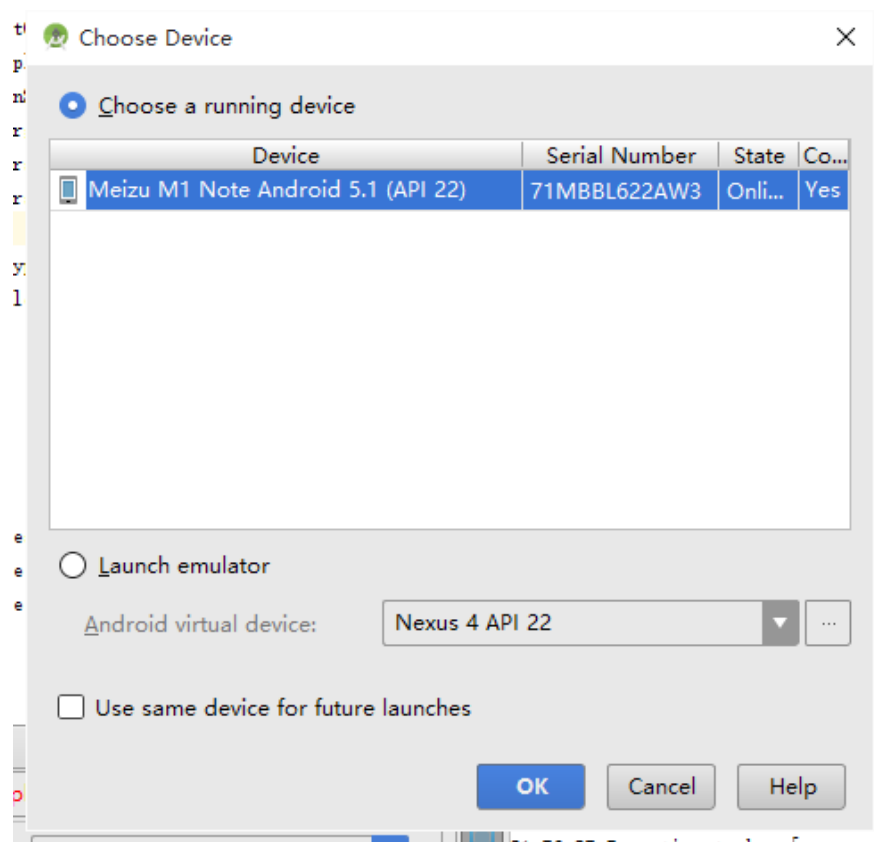 Choose Device
Choose a running device
Device Serial Number State Co...
Meizu M1 Note Android 5.1 (API 22) 71MBBL622AW3 Onli... Yes
Launch emulator
Android virtual device: Nexus 4 API 22 ...
Use same device for future launches
OK Cancel Help